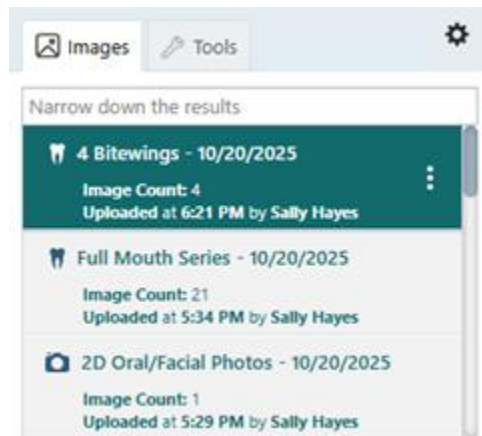 Images
Tools
Narrow down the results
4 Bitewings - 10/20/2025
Image Count: 4
Uploaded at 6:21 PM by Sally Hayes
Full Mouth Series - 10/20/2025
Image Count: 21
Uploaded at 5:34 PM by Sally Hayes
2D Oral/Facial Photos - 10/20/2025
Image Count: 1
Uploaded at 5:29 PM by Sally Hayes